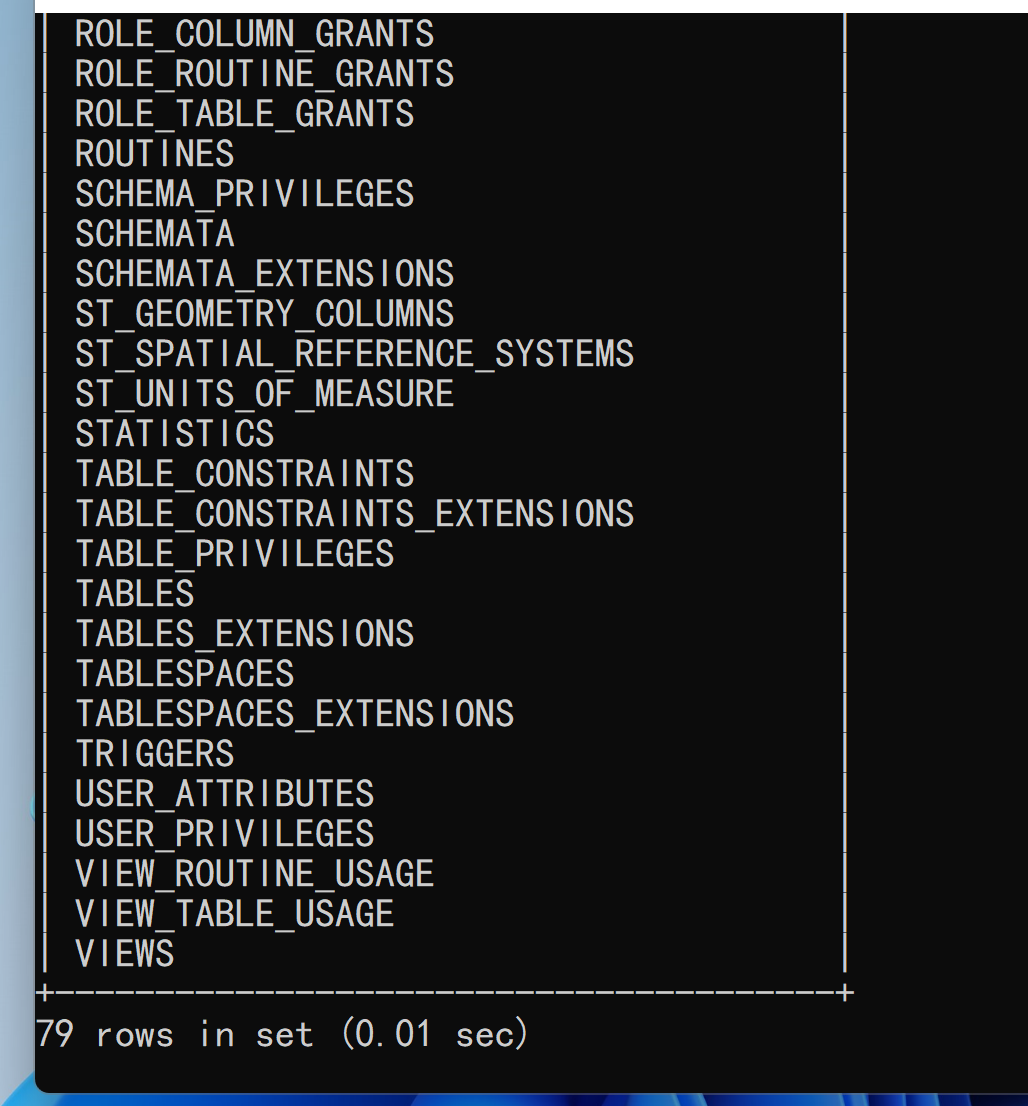 | ROLE_COLUMN_GRANTS |
| ROLE_ROUTINE_GRANTS |
| ROLE_TABLE_GRANTS |
| ROUTINES |
| SCHEMA_PRIVILEGES |
| SCHEMATA |
| SCHEMATA_EXTENSIONS |
| ST_GEOMETRY_COLUMNS |
| ST_SPATIAL_REFERENCE_SYSTEMS |
| ST_UNITS_OF_MEASURE |
| STATISTICS |
| TABLE_CONSTRAINTS |
| TABLE_CONSTRAINTS_EXTENSIONS |
| TABLE_PRIVILEGES |
| TABLES |
| TABLES_EXTENSIONS |
| TABLESPACES |
| TABLESPACES_EXTENSIONS |
| TRIGGERS |
| USER_ATTRIBUTES |
| USER_PRIVILEGES |
| VIEW_ROUTINE_USAGE |
| VIEW_TABLE_USAGE |
| VIEWS |
+---------------------------------------+
79 rows in set (0.01 sec)